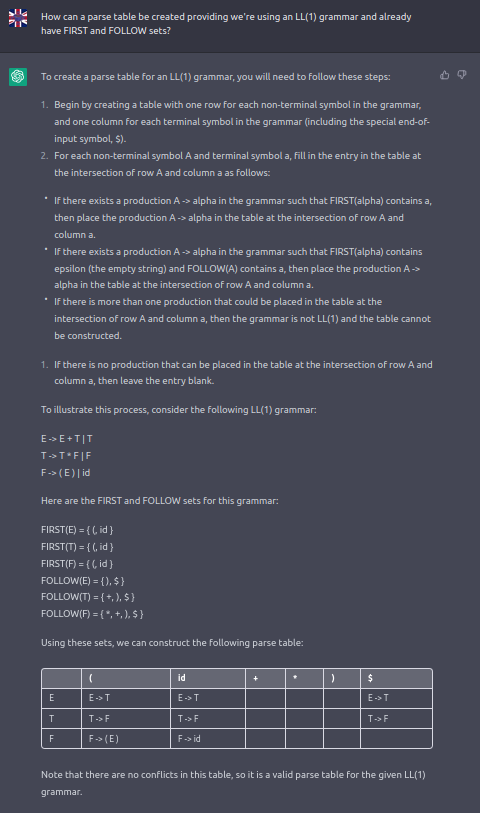 How can a parse table be created providing we're using an LL(1) grammar and already
have FIRST and FOLLOW sets?
To create a parse table for an LL(1) grammar, you will need to follow these steps:
1. Begin by creating a table with one row for each non-terminal symbol in the grammar,
and one column for each terminal symbol in the grammar (including the special end-of-
input symbol, $).
2. For each non-terminal symbol A and terminal symbol a, fill in the entry in the table at
the intersection of row A and column a as follows:
• If there exists a production A -> alpha in the grammar such that FIRST(alpha) contains a,
then place the production A -> alpha in the table at the intersection of row A and
column a.
• If there exists a production A -> alpha in the grammar such that FIRST(alpha) contains
epsilon (the empty string) and FOLLOW(A) contains a, then place the production A ->
alpha in the table at the intersection of row A and column a.
• If there is more than one production that could be placed in the table at the
intersection of row A and column a, then the grammar is not LL(1) and the table cannot
be constructed.
1. If there is no production that can be placed in the table at the intersection of row A and
column a, then leave the entry blank.
To illustrate this process, consider the following LL(1) grammar:
E -> E + T | T
T -> T * F | F
F -> ( E ) | id
Here are the FIRST and FOLLOW sets for this grammar:
FIRST(E) = { (, id }
FIRST(T) = { (, id }
FIRST(F) = { (, id }
FOLLOW(E) = { ), $ }
FOLLOW(T) = { +, ), $ }
FOLLOW(F) = { *, +, ), $ }
Using these sets, we can construct the following parse table:
( id + * ) $
E E -> T E -> T E -> T
T T -> F T -> F T -> F
F F -> ( E ) F -> id
Note that there are no conflicts in this table, so it is a valid parse table for the given LL(1)
grammar.